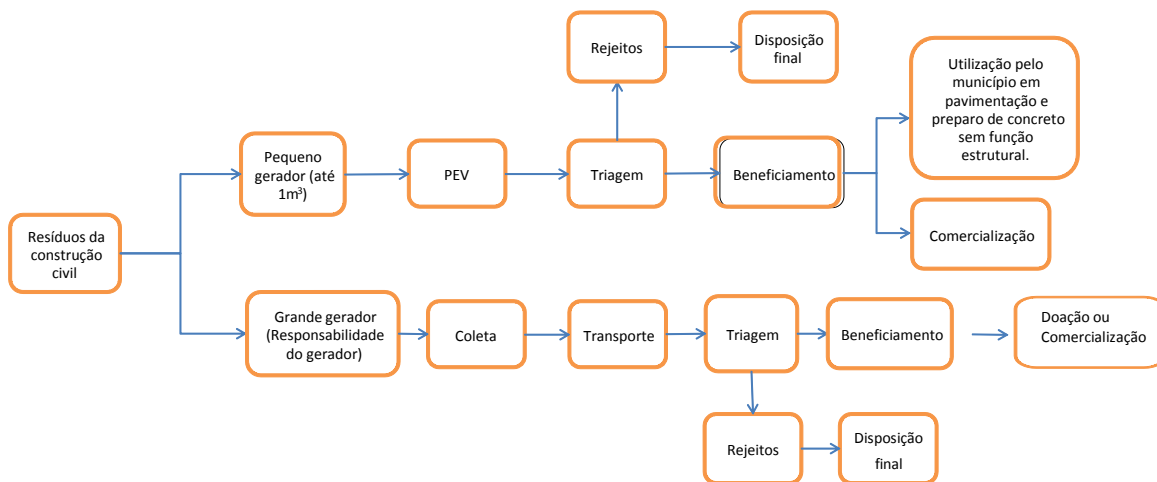 Rejeitos
Disposição
final
Utilização pelo
município em
pavimentação e
preparo de concreto
sem função
estrutural.
Pequeno
gerador (até
1m³)
PEV
Triagem
Beneficiamento
Comercialização
Resíduos da
construção
civil
Grande gerador
(Responsabilidade
do gerador)
Coleta
Transporte
Triagem
Beneficiamento
Doação ou
Comercialização
Rejeitos
Disposição
final